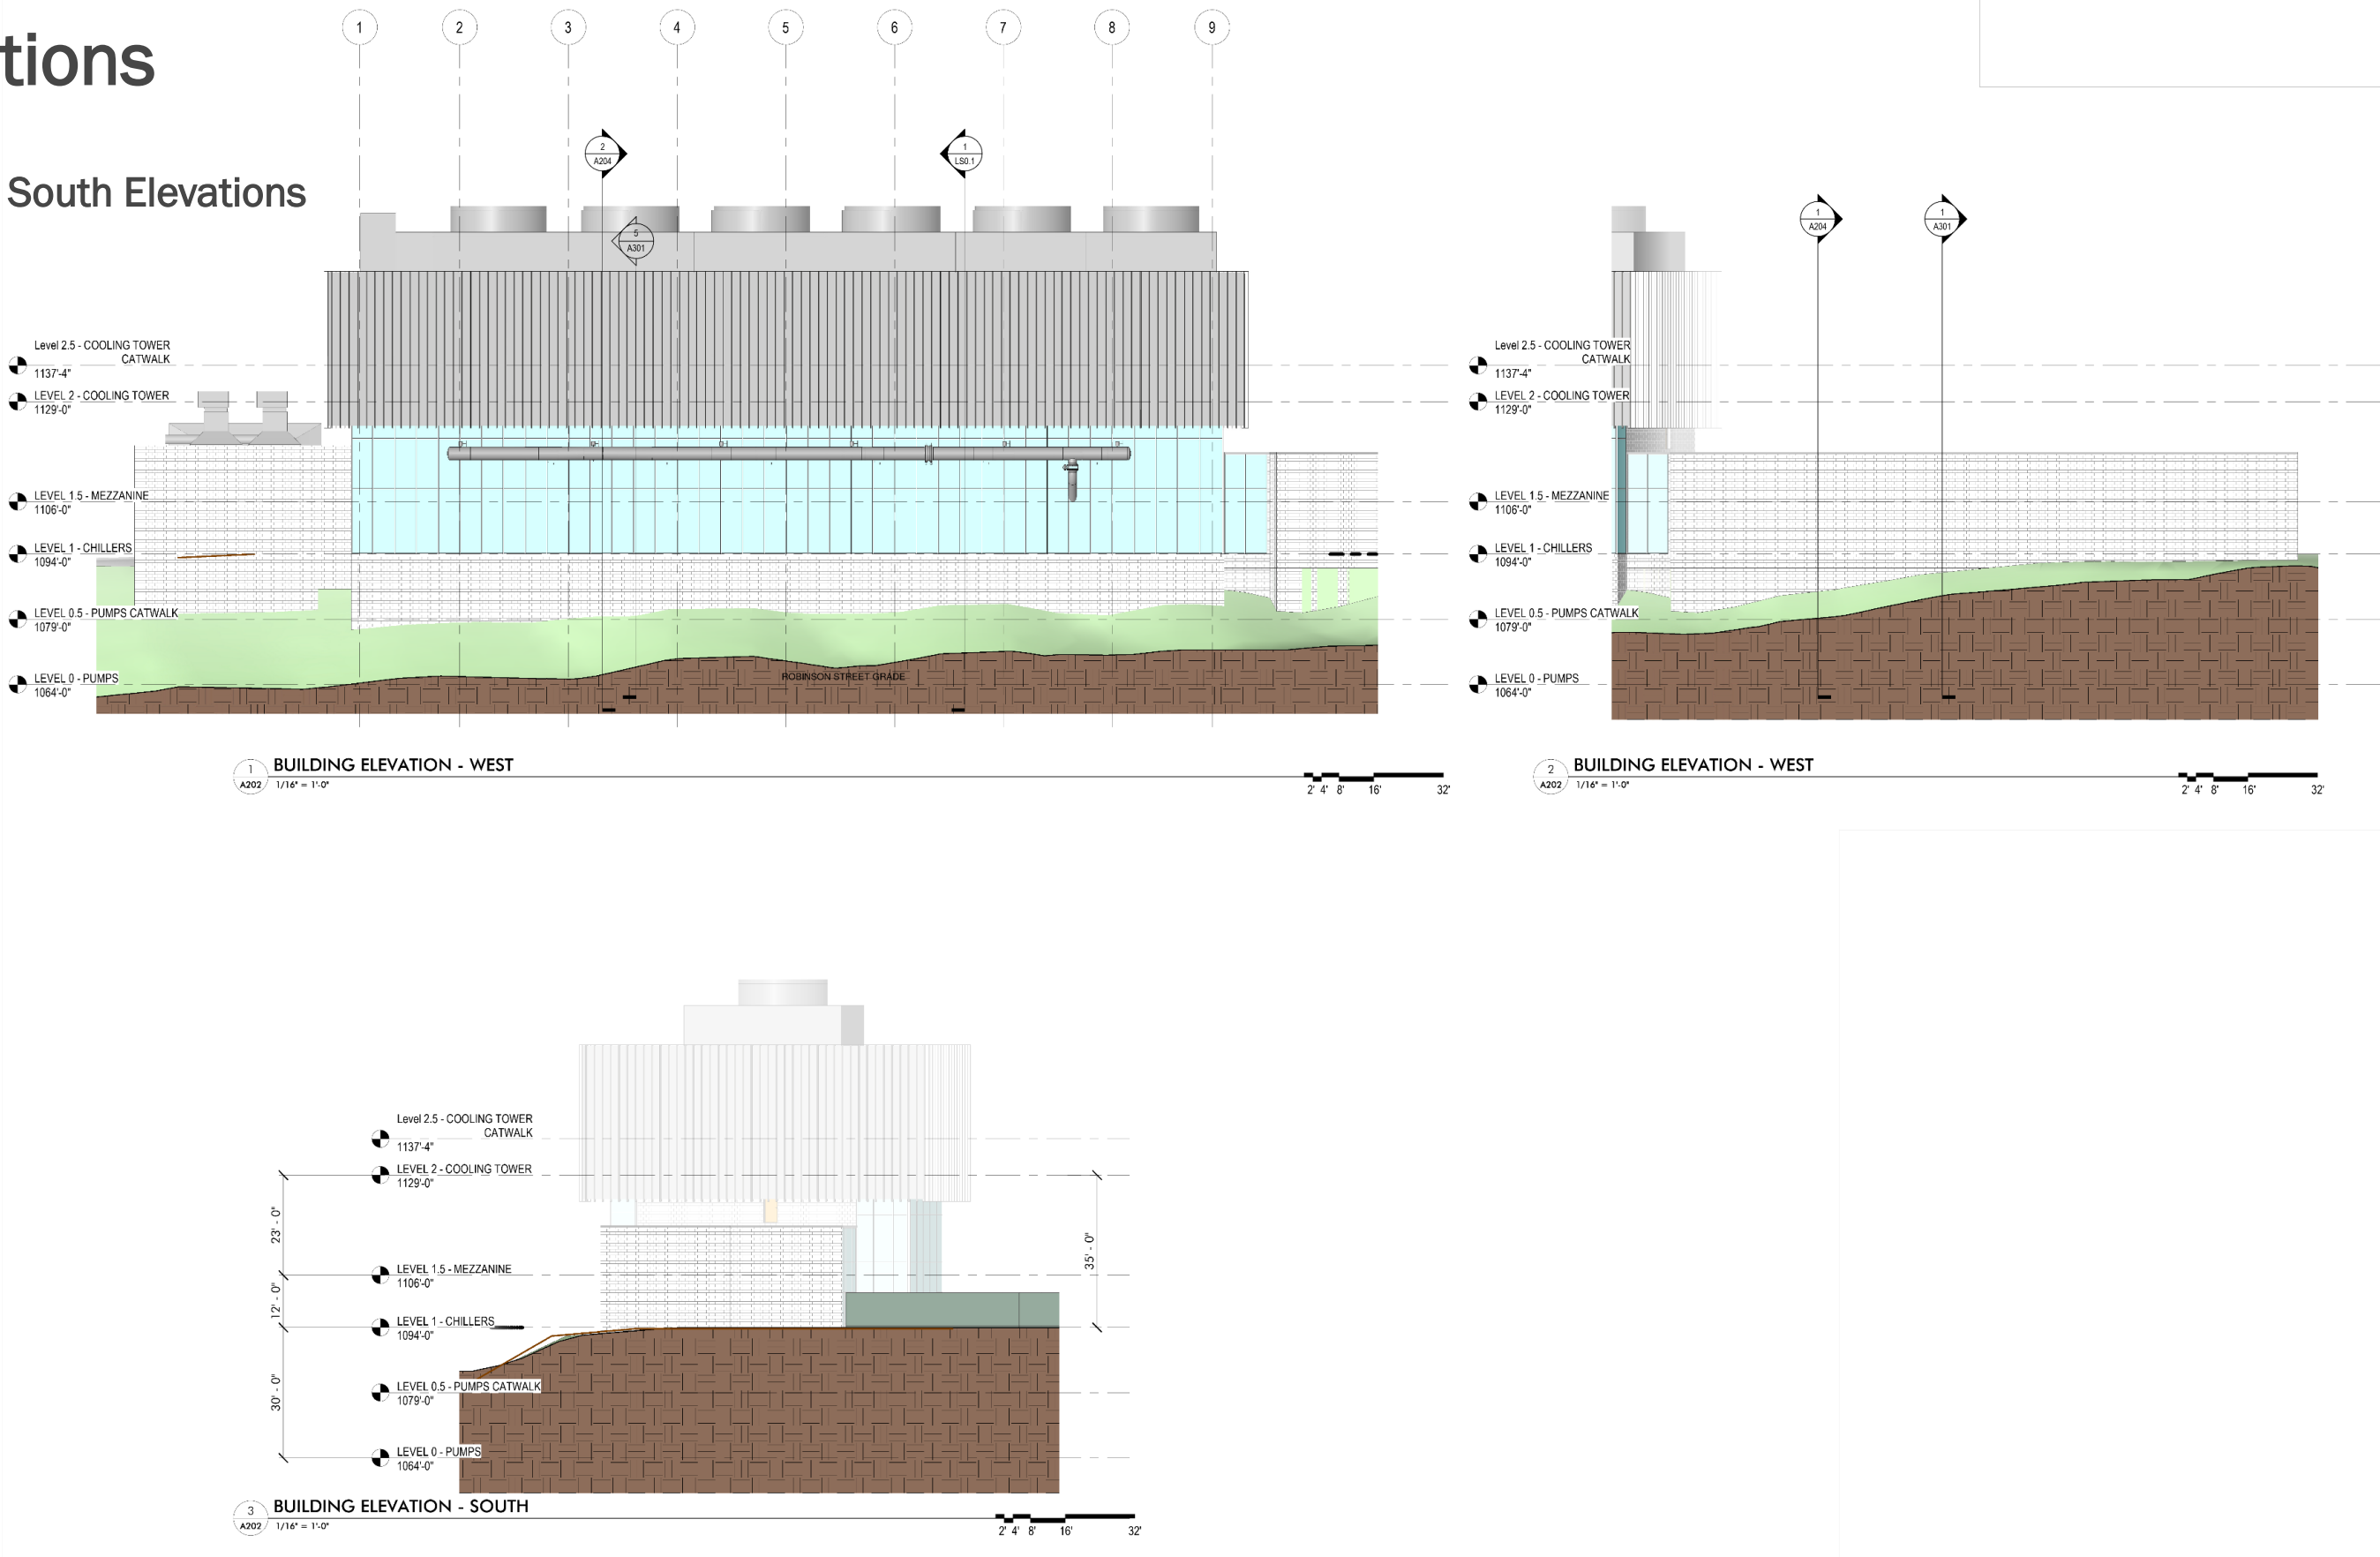 tions
South Elevations
1
2
3
4
5
6
7
8
9
2
A204
1
LS0.1
5
A301
Level 2.5 - COOLING TOWER
CATWALK
1137'-4"
LEVEL 2 - COOLING TOWER
1129'-0"
LEVEL 1.5 - MEZZANINE
1106'-0"
LEVEL 1 - CHILLERS
1094'-0"
LEVEL 0.5 - PUMPS CATWALK
1079'-0"
LEVEL 0 - PUMPS
1064'-0"
ROBINSON STREET GRADE
1
A202
BUILDING ELEVATION - WEST
1/16" = 1'-0"
2' 4' 8' 16' 32'
1
A204
1
A301
Level 2.5 - COOLING TOWER
CATWALK
1137'-4"
LEVEL 2 - COOLING TOWER
1129'-0"
LEVEL 1.5 - MEZZANINE
1106'-0"
LEVEL 1 - CHILLERS
1094'-0"
LEVEL 0.5 - PUMPS CATWALK
1079'-0"
LEVEL 0 - PUMPS
1064'-0"
2
A202
BUILDING ELEVATION - WEST
1/16" = 1'-0"
2' 4' 8' 16' 32'
Level 2.5 - COOLING TOWER
CATWALK
1137'-4"
LEVEL 2 - COOLING TOWER
1129'-0"
LEVEL 1.5 - MEZZANINE
1106'-0"
LEVEL 1 - CHILLERS
1094'-0"
LEVEL 0.5 - PUMPS CATWALK
1079'-0"
LEVEL 0 - PUMPS
1064'-0"
23' - 0"
12' - 0"
30' - 0"
35' - 0"
3
A202
BUILDING ELEVATION - SOUTH
1/16" = 1'-0"
2' 4' 8' 16' 32'